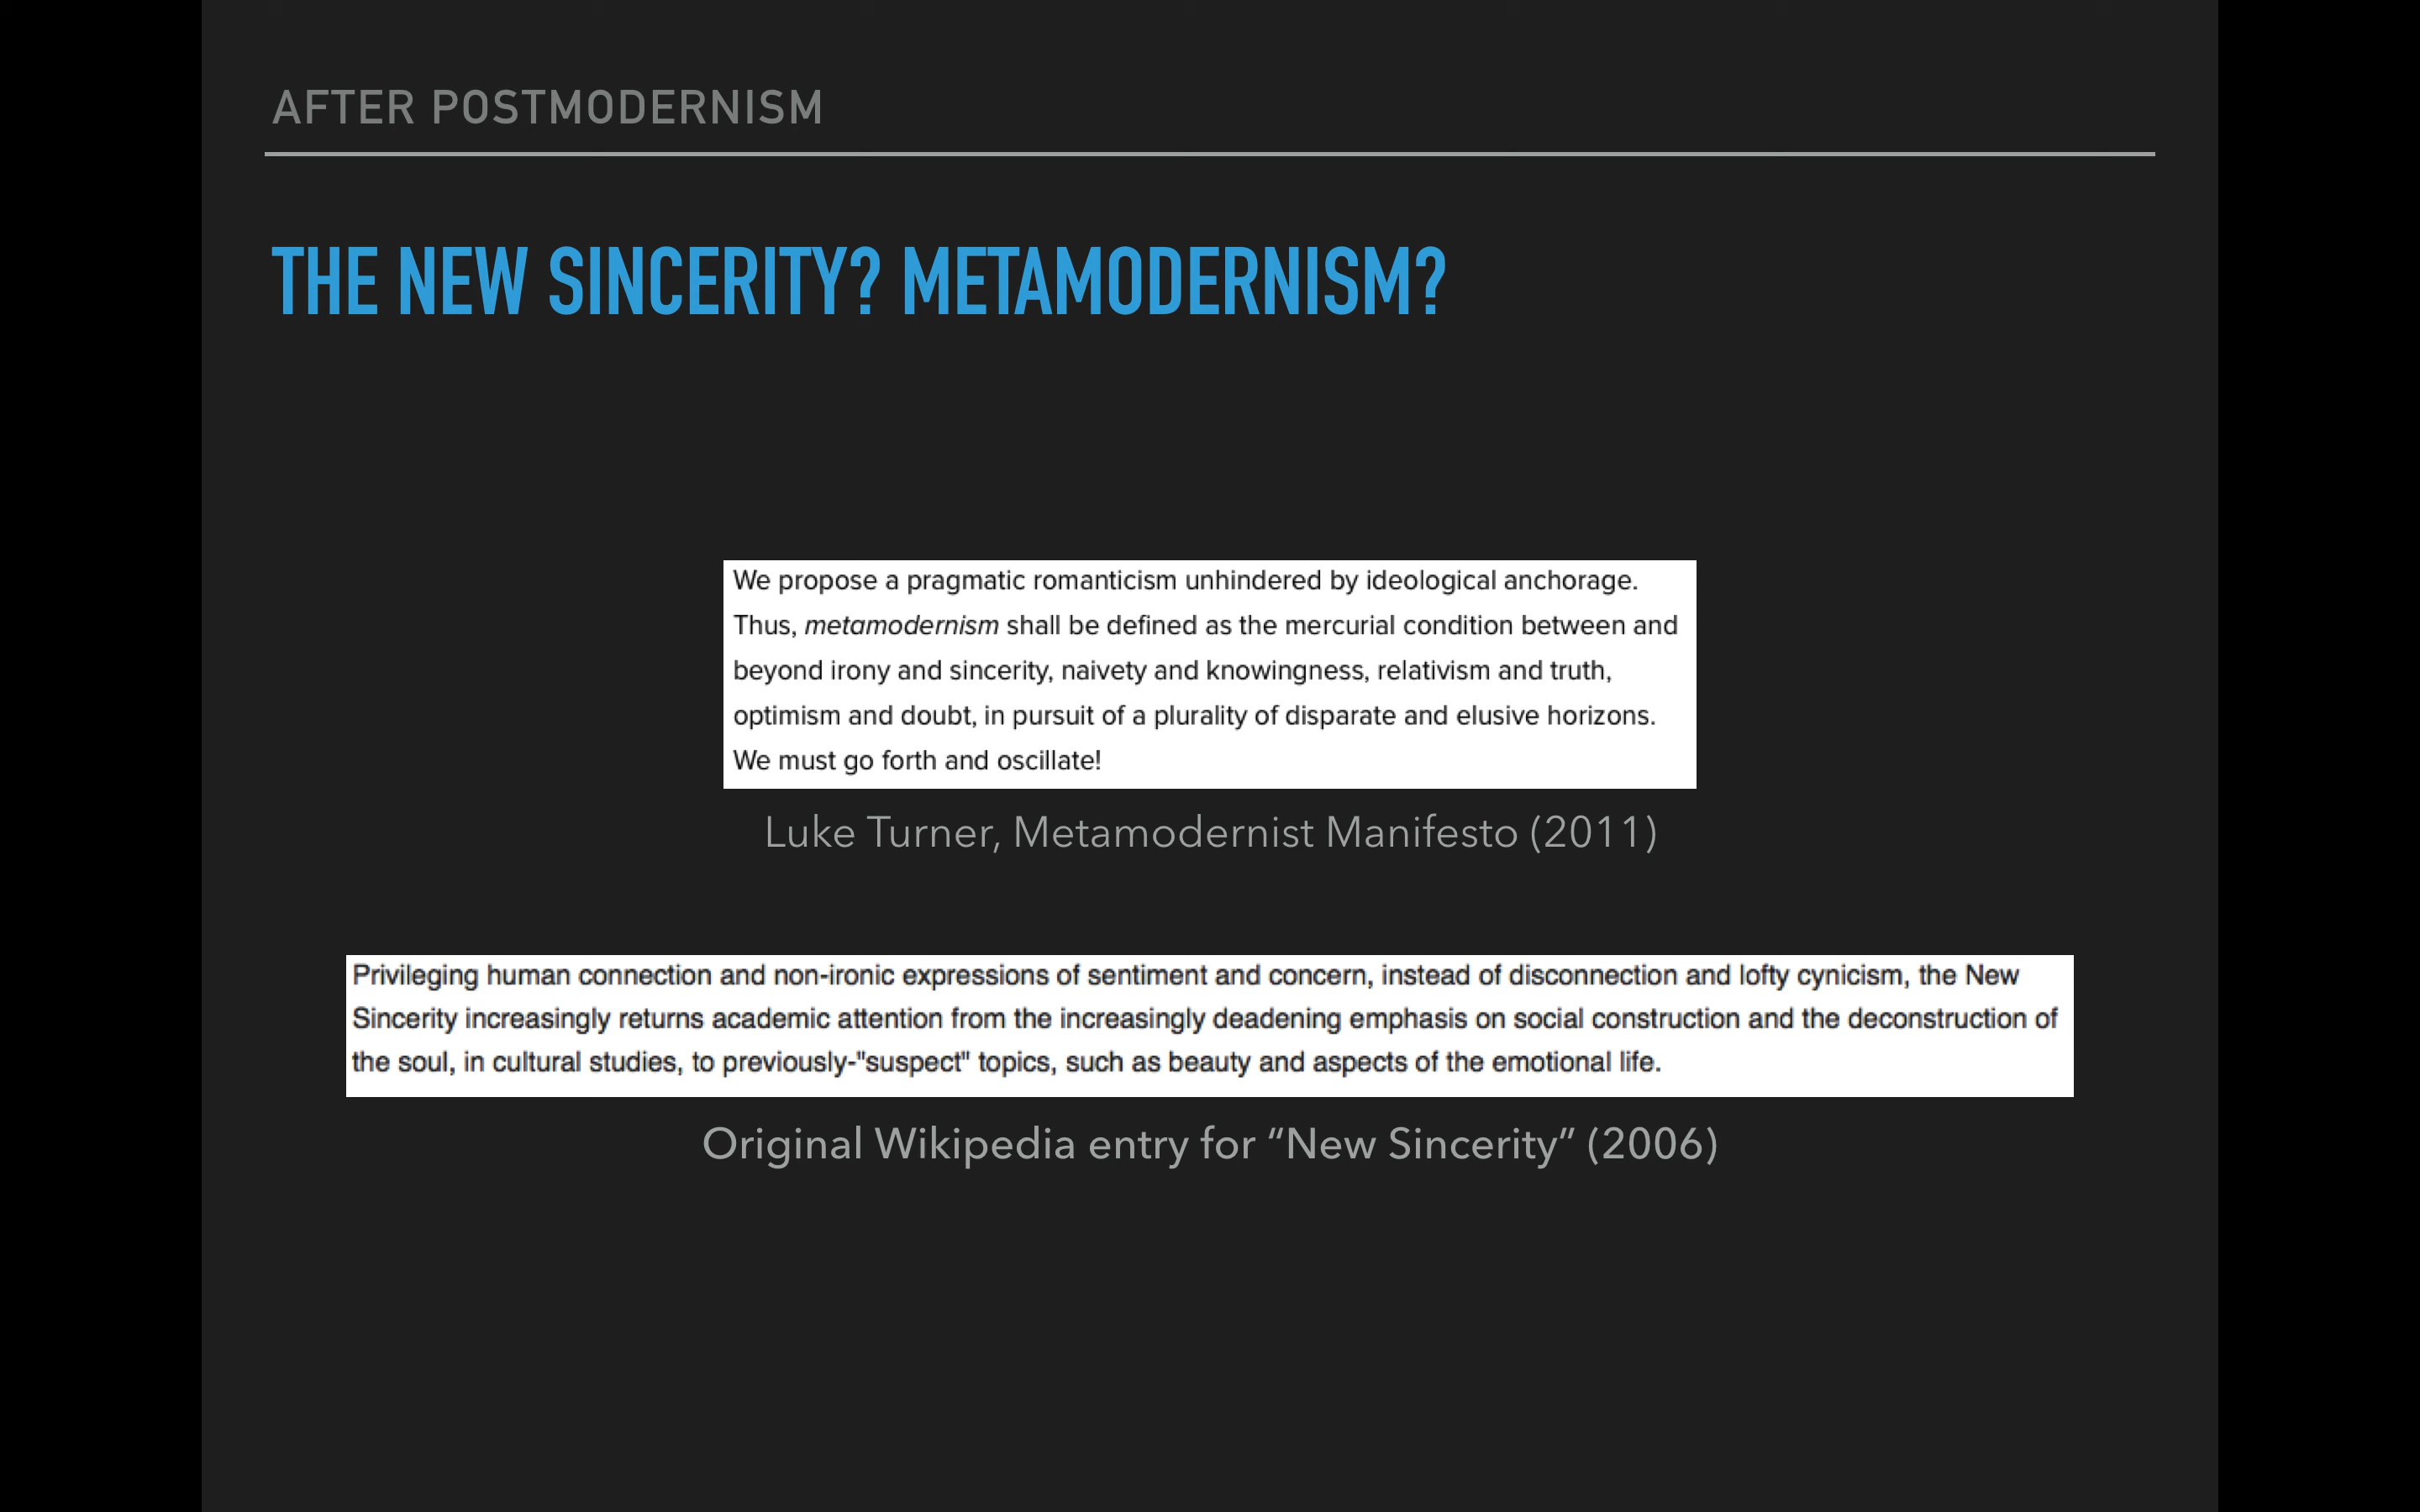 AFTER POSTMODERNISM
THE NEW SINCERITY? METAMODERNISM?
We propose a pragmatic romanticism unhindered by ideological anchorage.
Thus, metamodernism shall be defined as the mercurial condition between and
beyond irony and sincerity, naivety and knowingness, relativism and truth,
optimism and doubt, in pursuit of a plurality of disparate and elusive horizons.
We must go forth and oscillate!
Luke Turner, Metamodernist Manifesto (2011)
Privileging human connection and non-ironic expressions of sentiment and concern, instead of disconnection and lofty cynicism, the New
Sincerity increasingly returns academic attention from the increasingly deadening emphasis on social construction and the deconstruction of
the soul, in cultural studies, to previously-"suspect" topics, such as beauty and aspects of the emotional life.
Original Wikipedia entry for “New Sincerity” (2006)